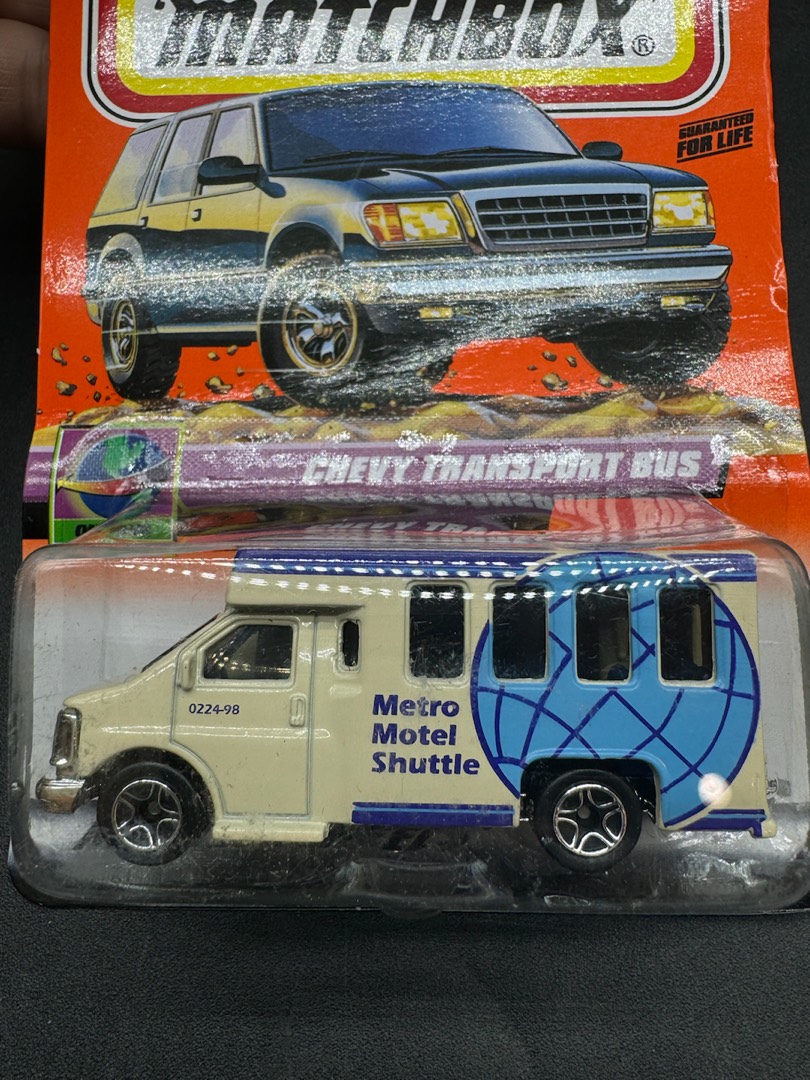 MATCHBOX®
GUARANTEED
FOR LIFE
CHEVY TRANSPORT BUS
0224-98
Metro
Motel
Shuttle